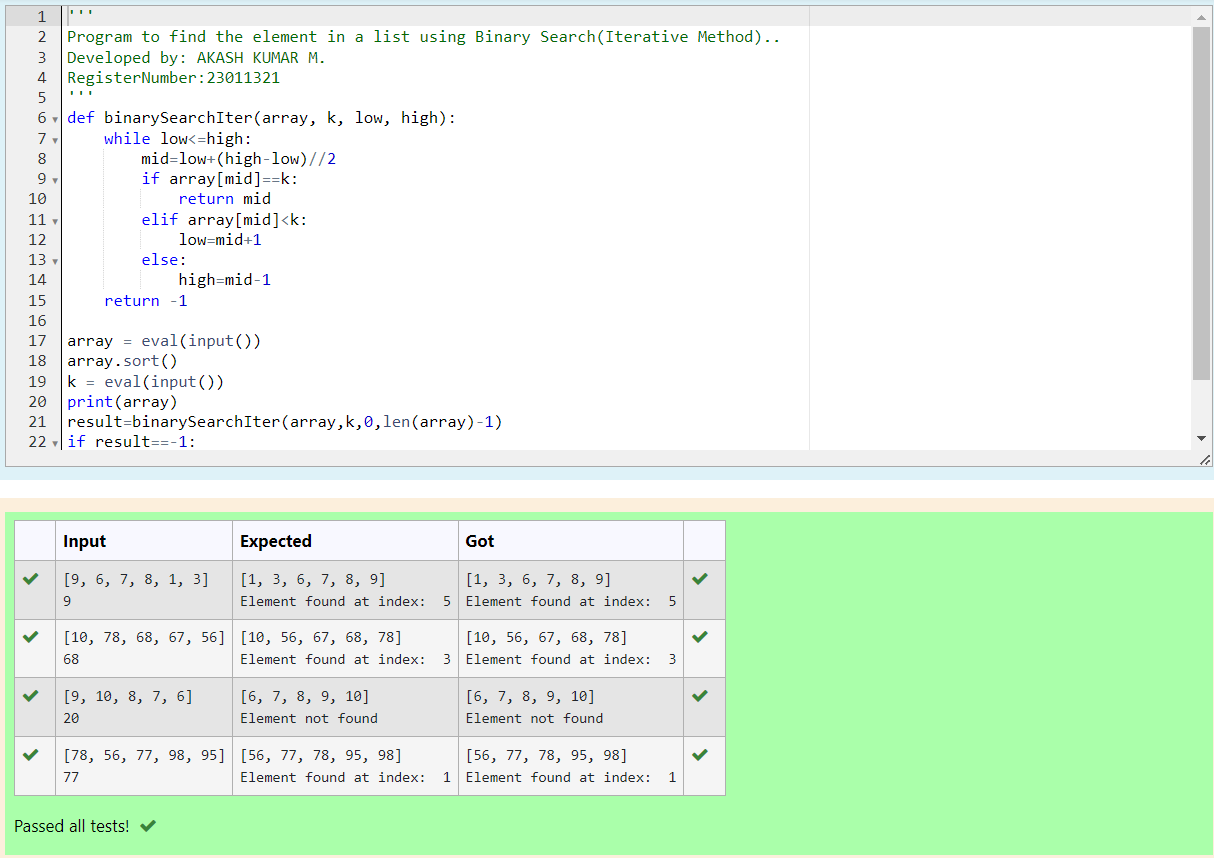 1 '''
2 Program to find the element in a list using Binary Search(Iterative Method)..
3 Developed by: AKASH KUMAR M.
4 RegisterNumber:23011321
5 '''
6 def binarySearchIter(array, k, low, high):
7     while low<=high:
8         mid=low+(high-low)//2
9         if array[mid]==k:
10             return mid
11         elif array[mid]<k:
12             low=mid+1
13         else:
14             high=mid-1
15     return -1
16
17 array = eval(input())
18 array.sort()
19 k = eval(input())
20 print(array)
21 result=binarySearchIter(array,k,0,len(array)-1)
22 if result==-1:
Input Expected Got
[9, 6, 7, 8, 1, 3] [1, 3, 6, 7, 8, 9] [1, 3, 6, 7, 8, 9]
9 Element found at index:  5 Element found at index:  5
[10, 78, 68, 67, 56] [10, 56, 67, 68, 78] [10, 56, 67, 68, 78]
68 Element found at index:  3 Element found at index:  3
[9, 10, 8, 7, 6] [6, 7, 8, 9, 10] [6, 7, 8, 9, 10]
20 Element not found Element not found
[78, 56, 77, 98, 95] [56, 77, 78, 95, 98] [56, 77, 78, 95, 98]
77 Element found at index:  1 Element found at index:  1
Passed all tests!